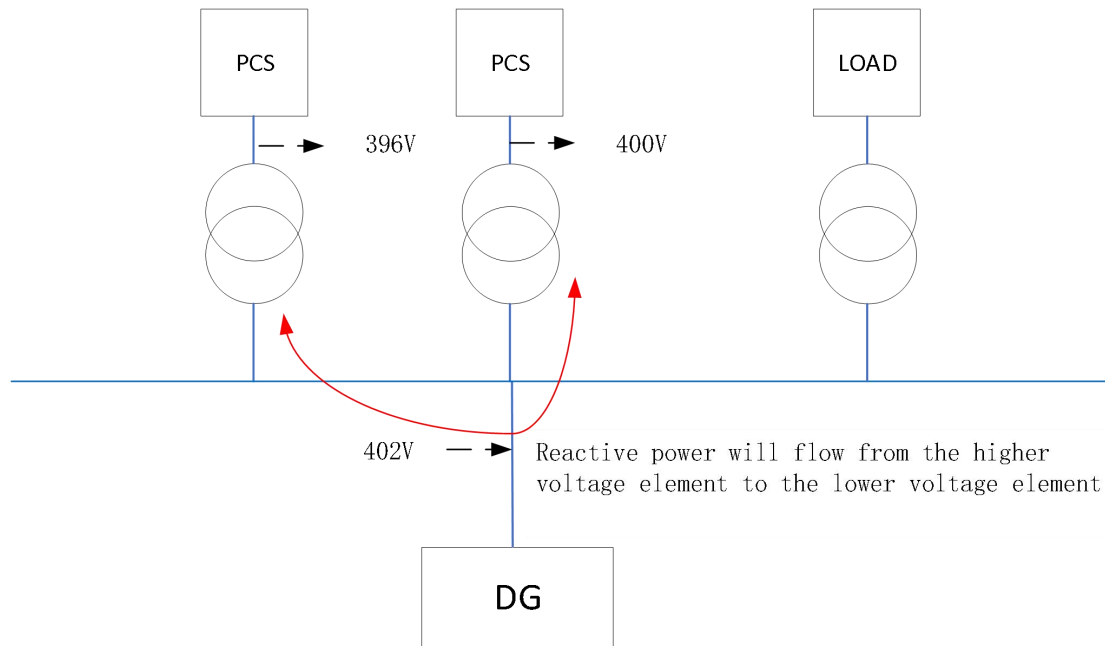 PCS
PCS
LOAD
396V
400V
402V
Reactive power will flow from the higher
voltage element to the lower voltage element
DG